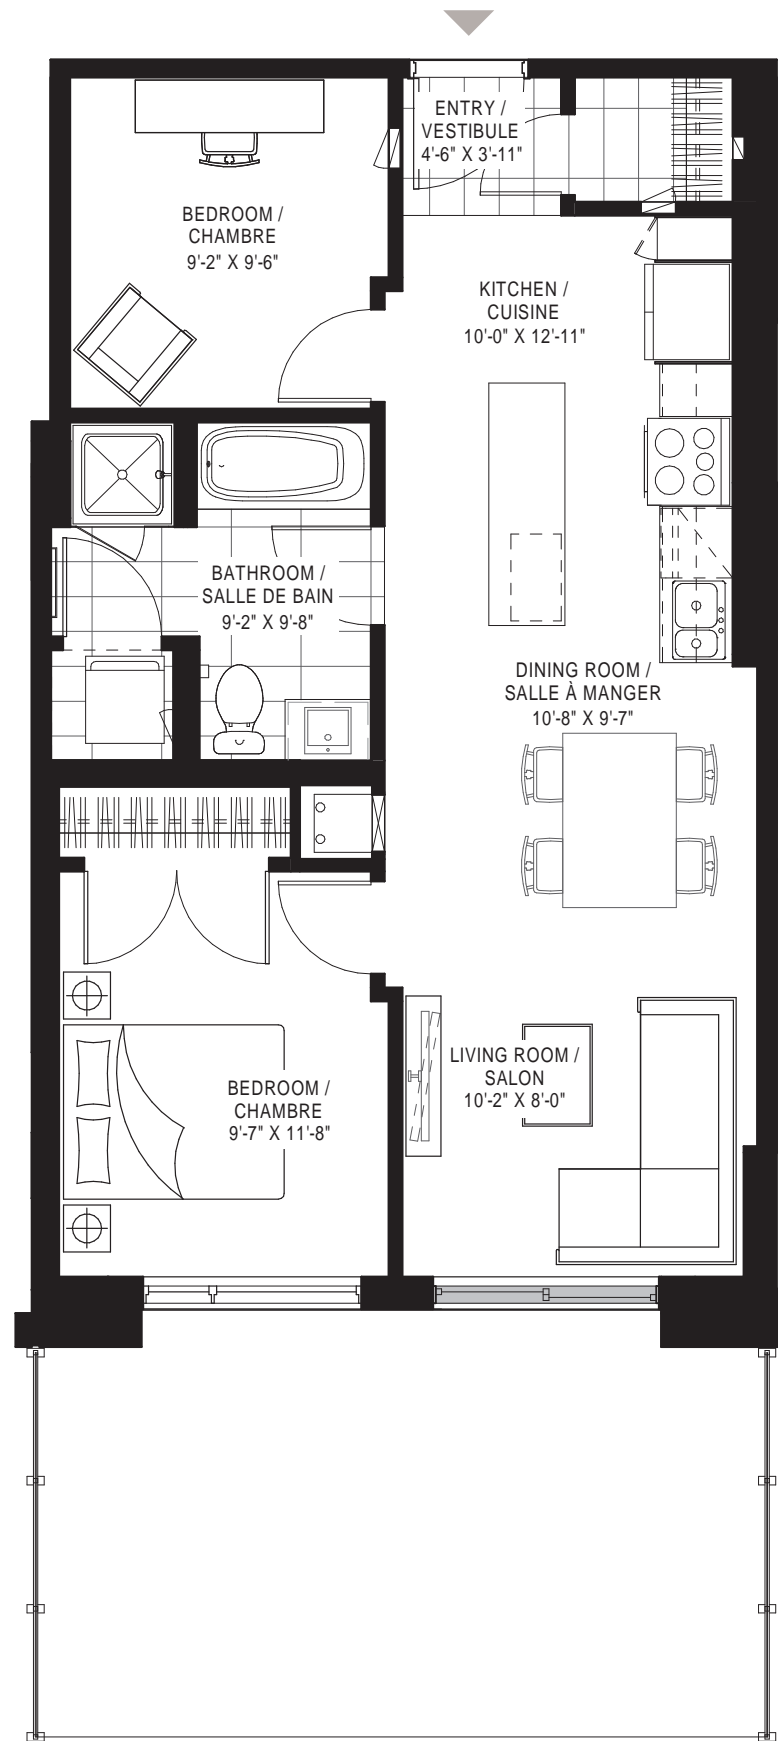 ENTRY /
VESTIBULE
4'-6" X 3'-11"
BEDROOM /
CHAMBRE
9'-2" X 9'-6"
KITCHEN /
CUISINE
10'-0" X 12'-11"
BATHROOM /
SALLE DE BAIN
9'-2" X 9'-8"
DINING ROOM /
SALLE À MANGER
10'-8" X 9'-7"
LIVING ROOM /
SALON
10'-2" X 8'-0"
BEDROOM /
CHAMBRE
9'-7" X 11'-8"